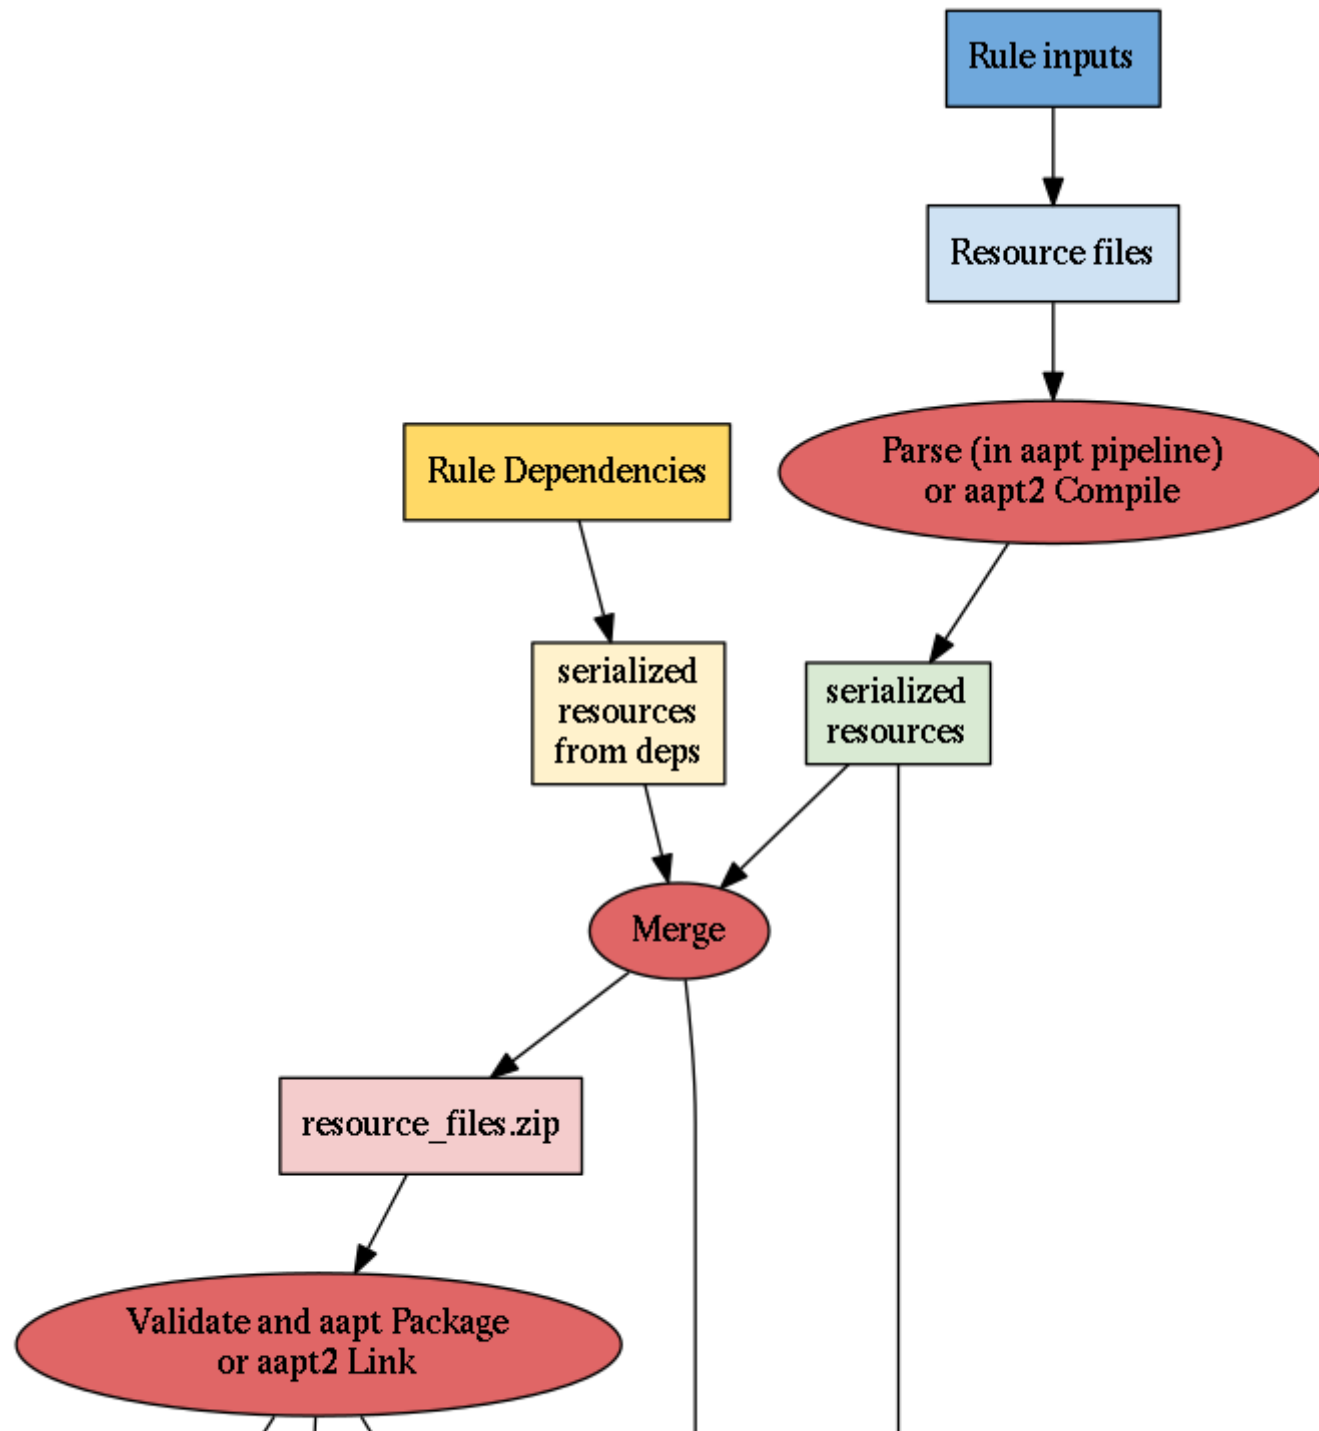 Rule inputs
Resource files
Parse (in aapt pipeline)
or aapt2 Compile
Rule Dependencies
serialized
resources
from deps
serialized
resources
Merge
resource_files.zip
Validate and aapt Package
or aapt2 Link